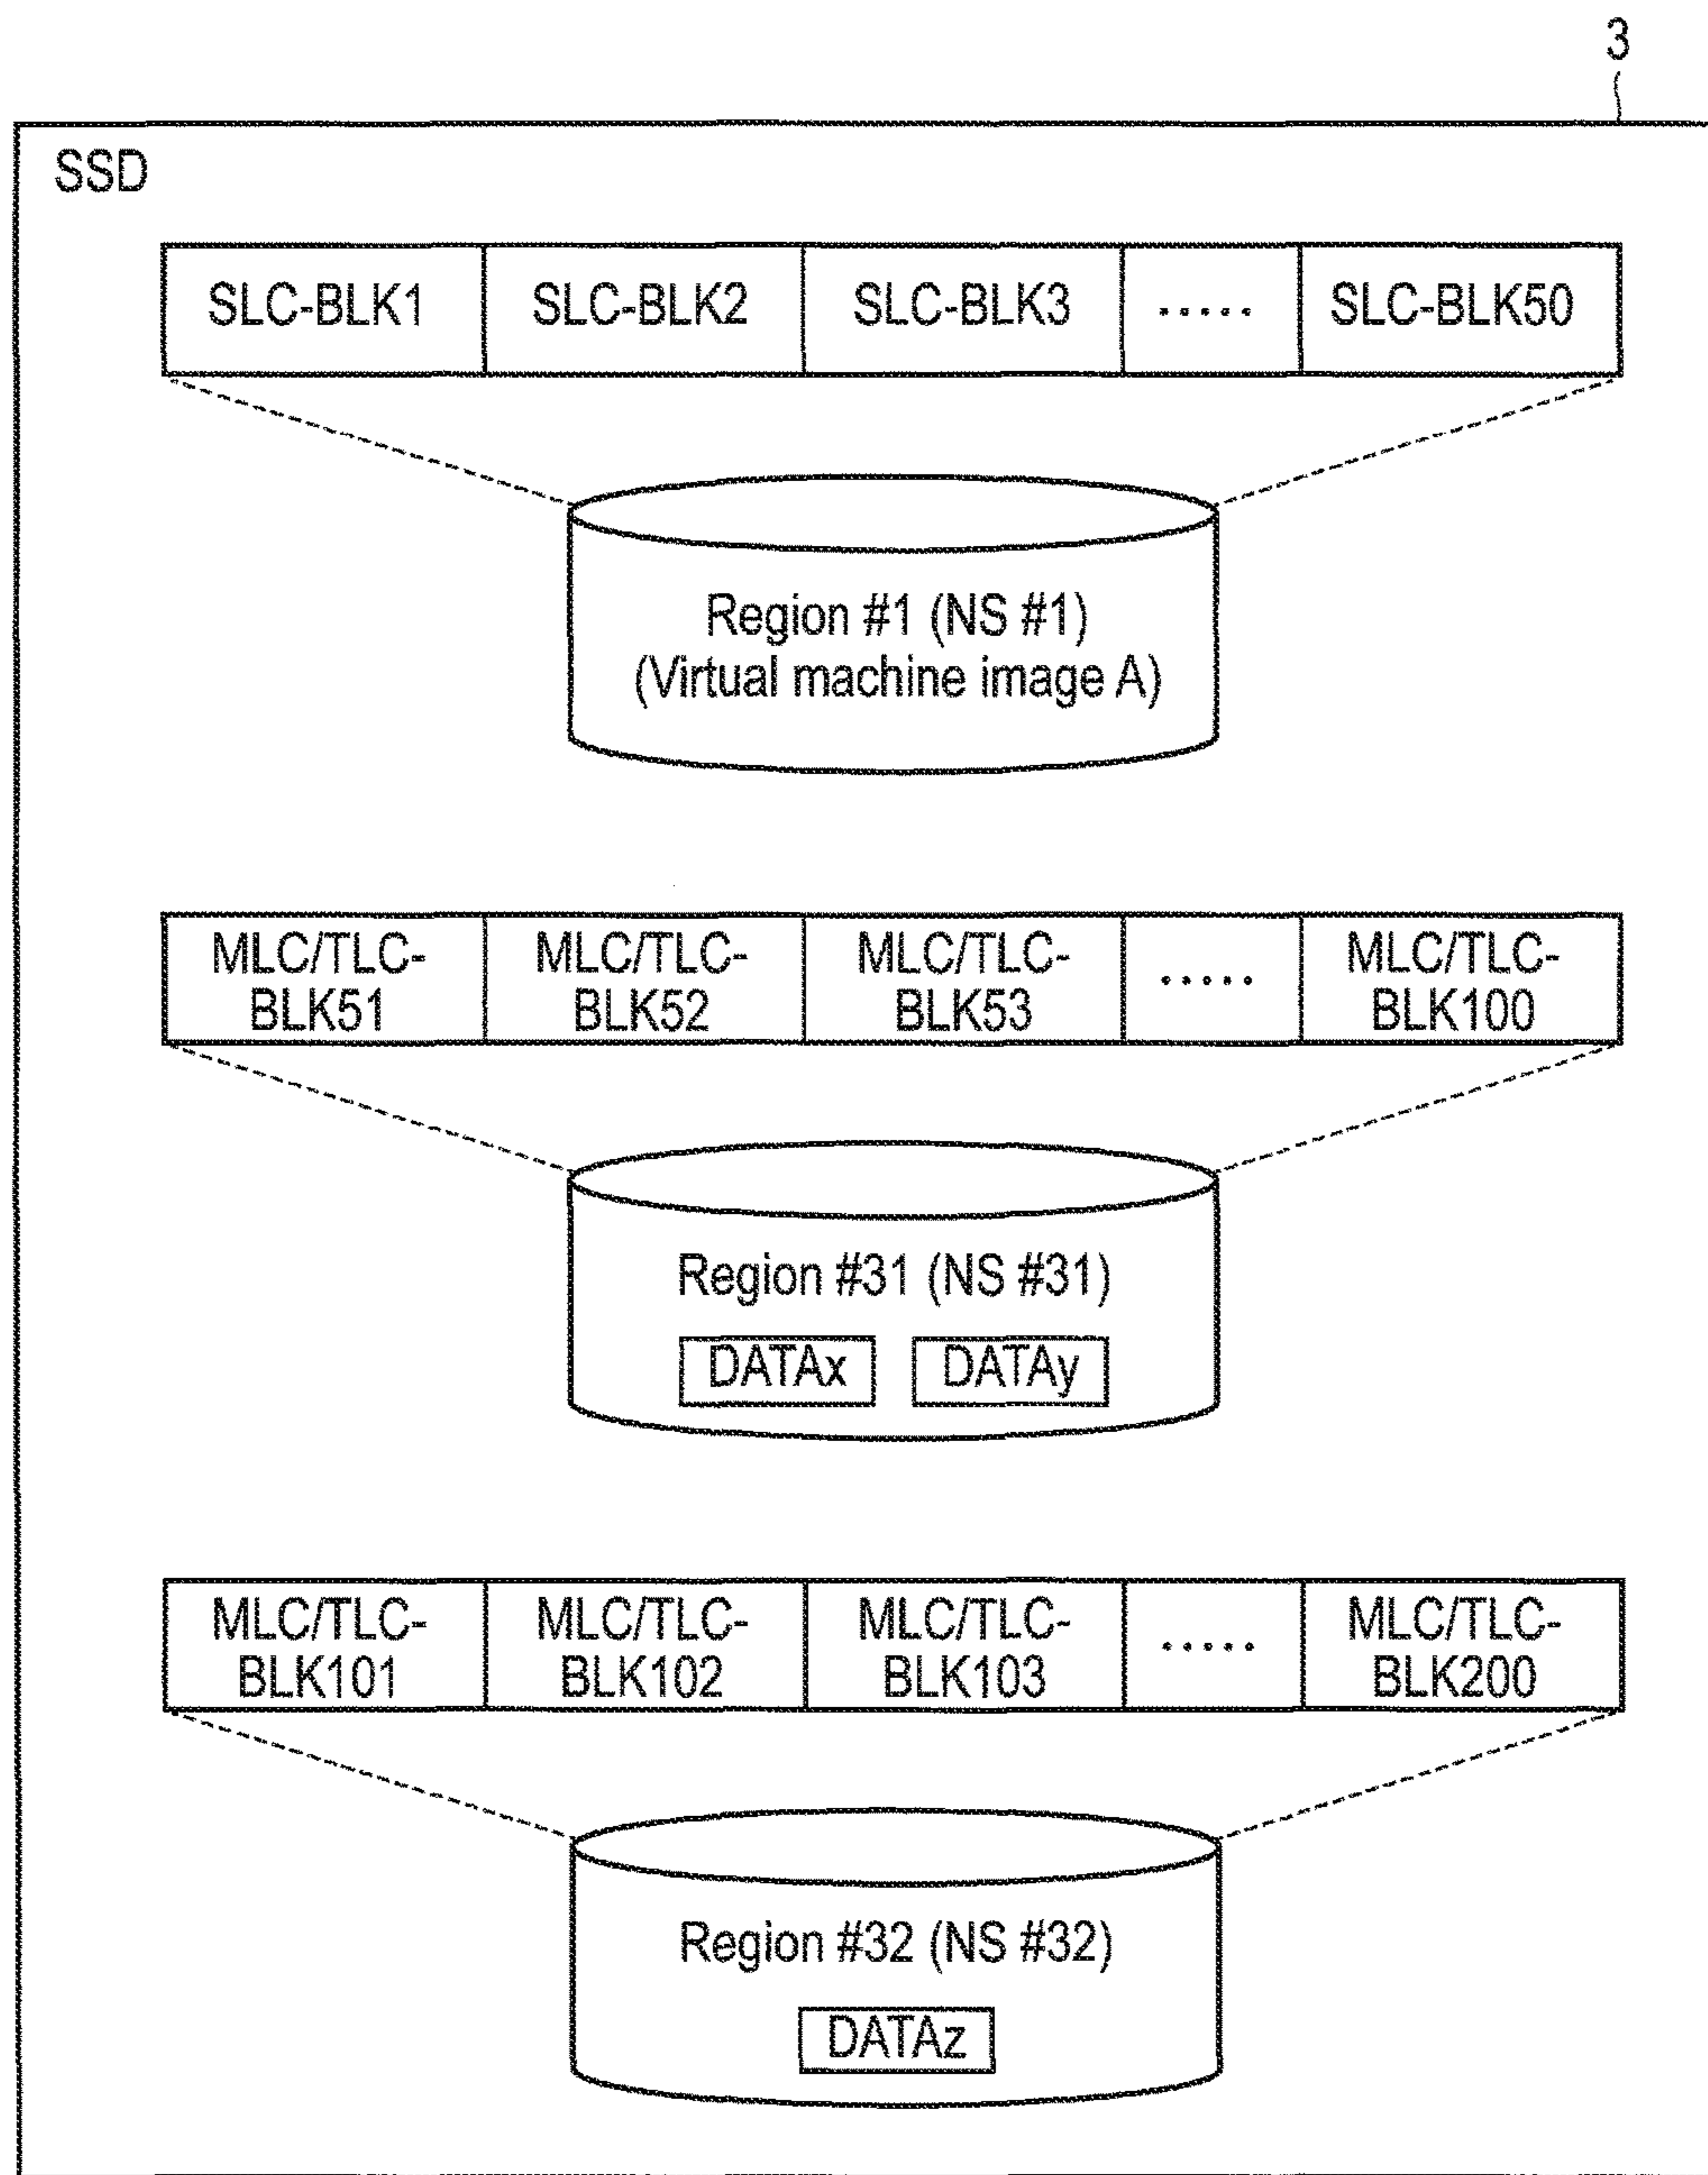 3
SSD
SLC-BLK1 SLC-BLK2 SLC-BLK3 ..... SLC-BLK50
Region #1 (NS #1)
(Virtual machine image A)
MLC/TLC- MLC/TLC- MLC/TLC- ..... MLC/TLC-
BLK51 BLK52 BLK53 BLK100
Region #31 (NS #31)
DATAx DATAy
MLC/TLC- MLC/TLC- MLC/TLC- ..... MLC/TLC-
BLK101 BLK102 BLK103 BLK200
Region #32 (NS #32)
DATAz